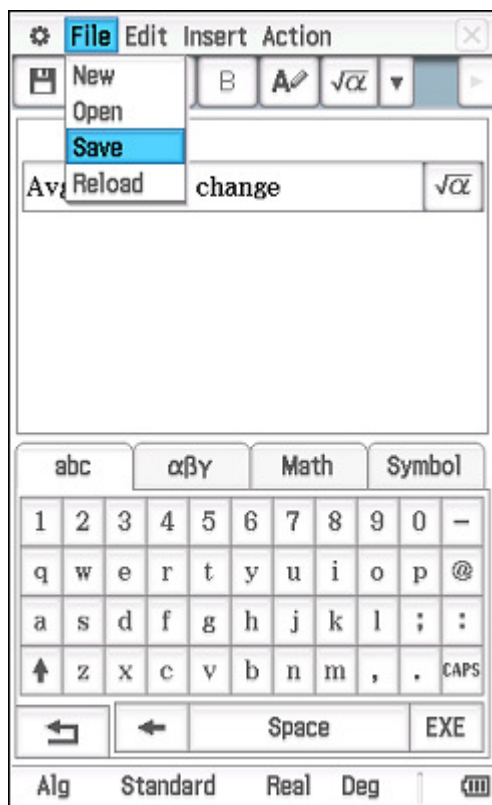 File Edit Insert Action
B A √α
New
Open
Save
Reload
change √α
abc αβγ Math Symbol
1 2 3 4 5 6 7 8 9 0 –
q w e r t y u i o p @
a s d f g h j k l ; :
z x c v b n m , . CAPS
Space EXE
Alg Standard Real Deg